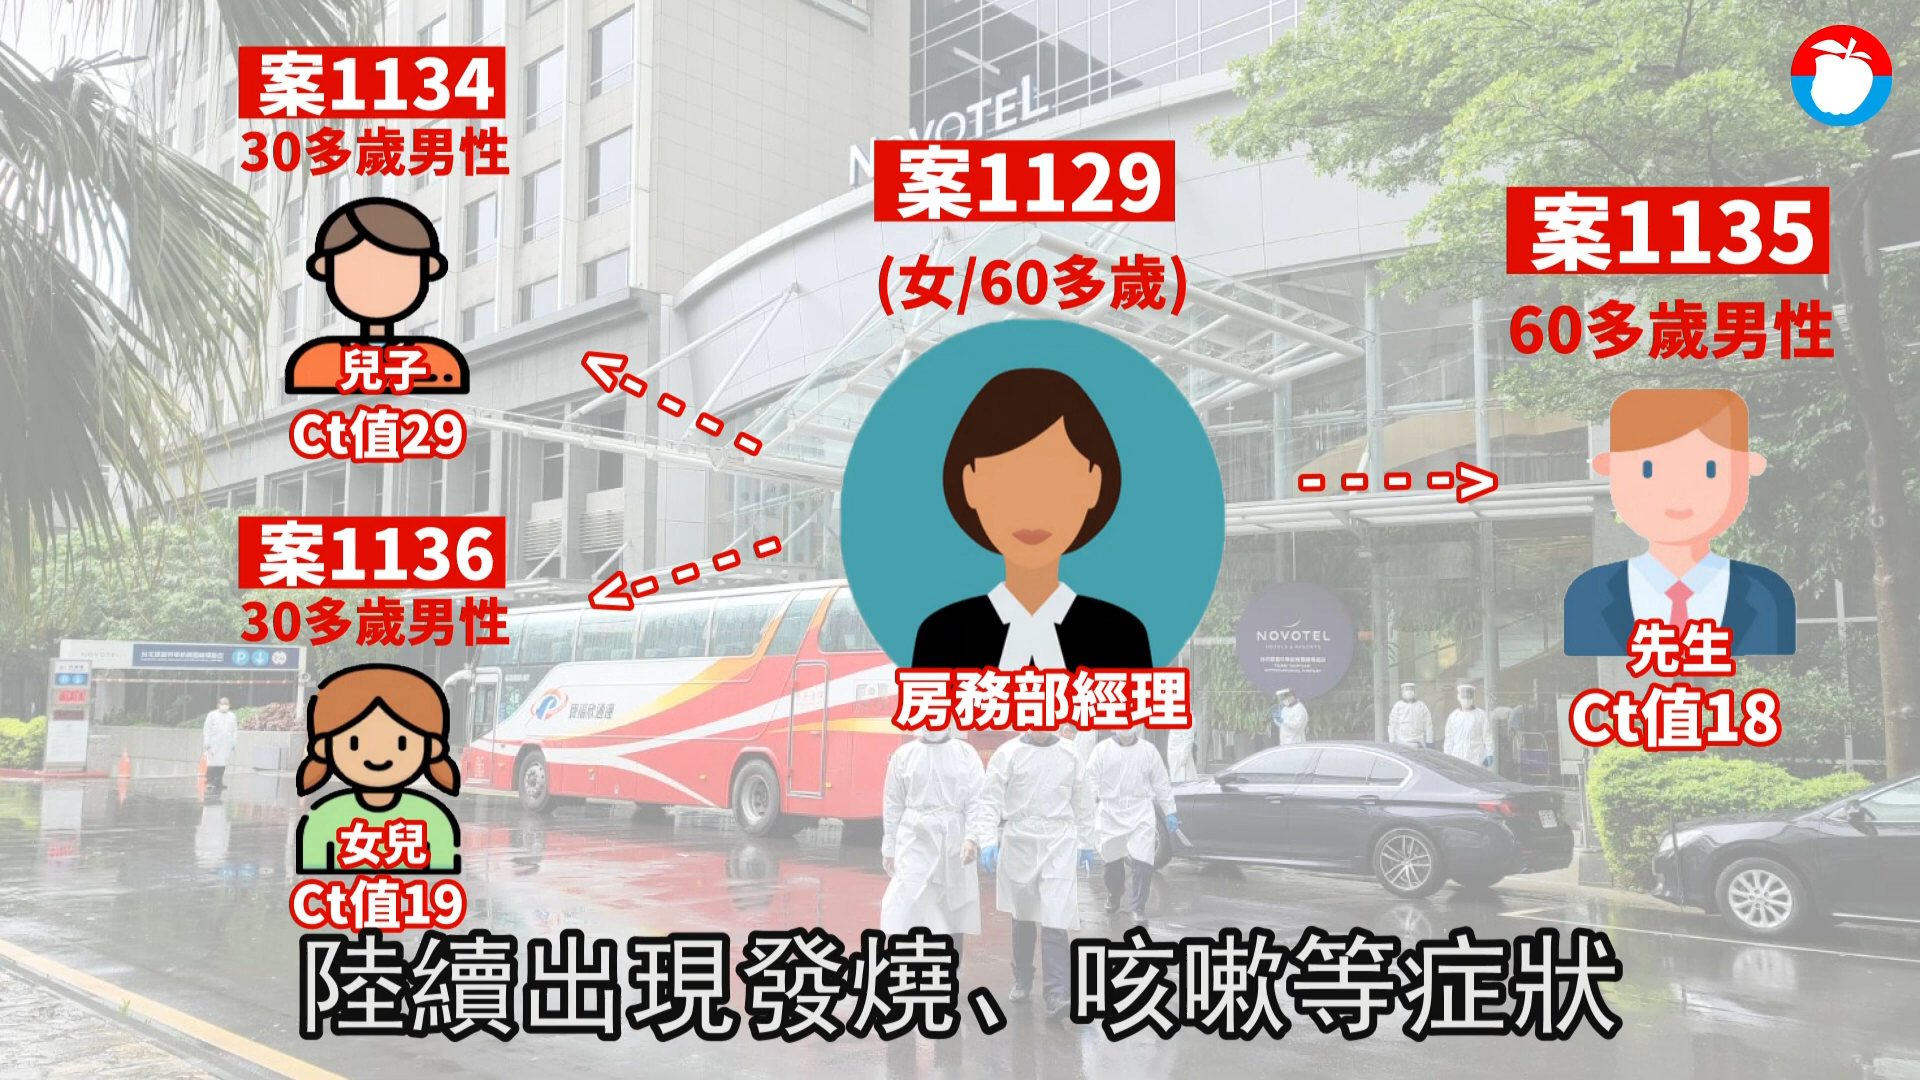 案1134
30多歲男性
兒子
Ct值29
案1136
30多歲男性
女兒
Ct值19
案1129
(女/60多歲)
房務部經理
案1135
60多歲男性
先生
Ct值18
NOVOTEL
NOVOTEL
NOVOTEL
陸續出現發燒、咳嗽等症狀